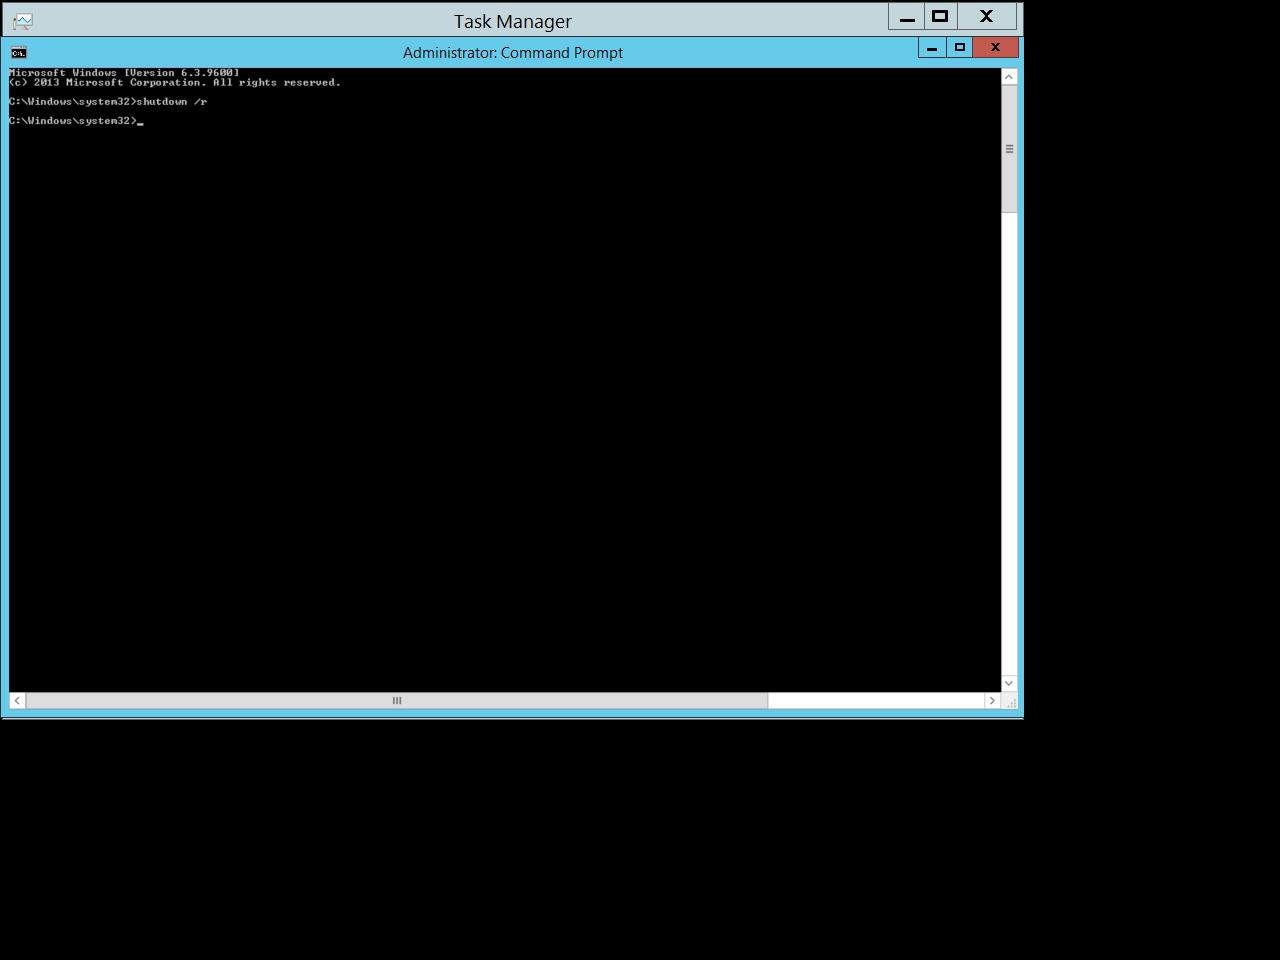 Task Manager
Administrator: Command Prompt
Microsoft Windows [Version 6.3.9600]
(c) 2013 Microsoft Corporation. All rights reserved.
C:\Windows\system32>shutdown /r
C:\Windows\system32>_